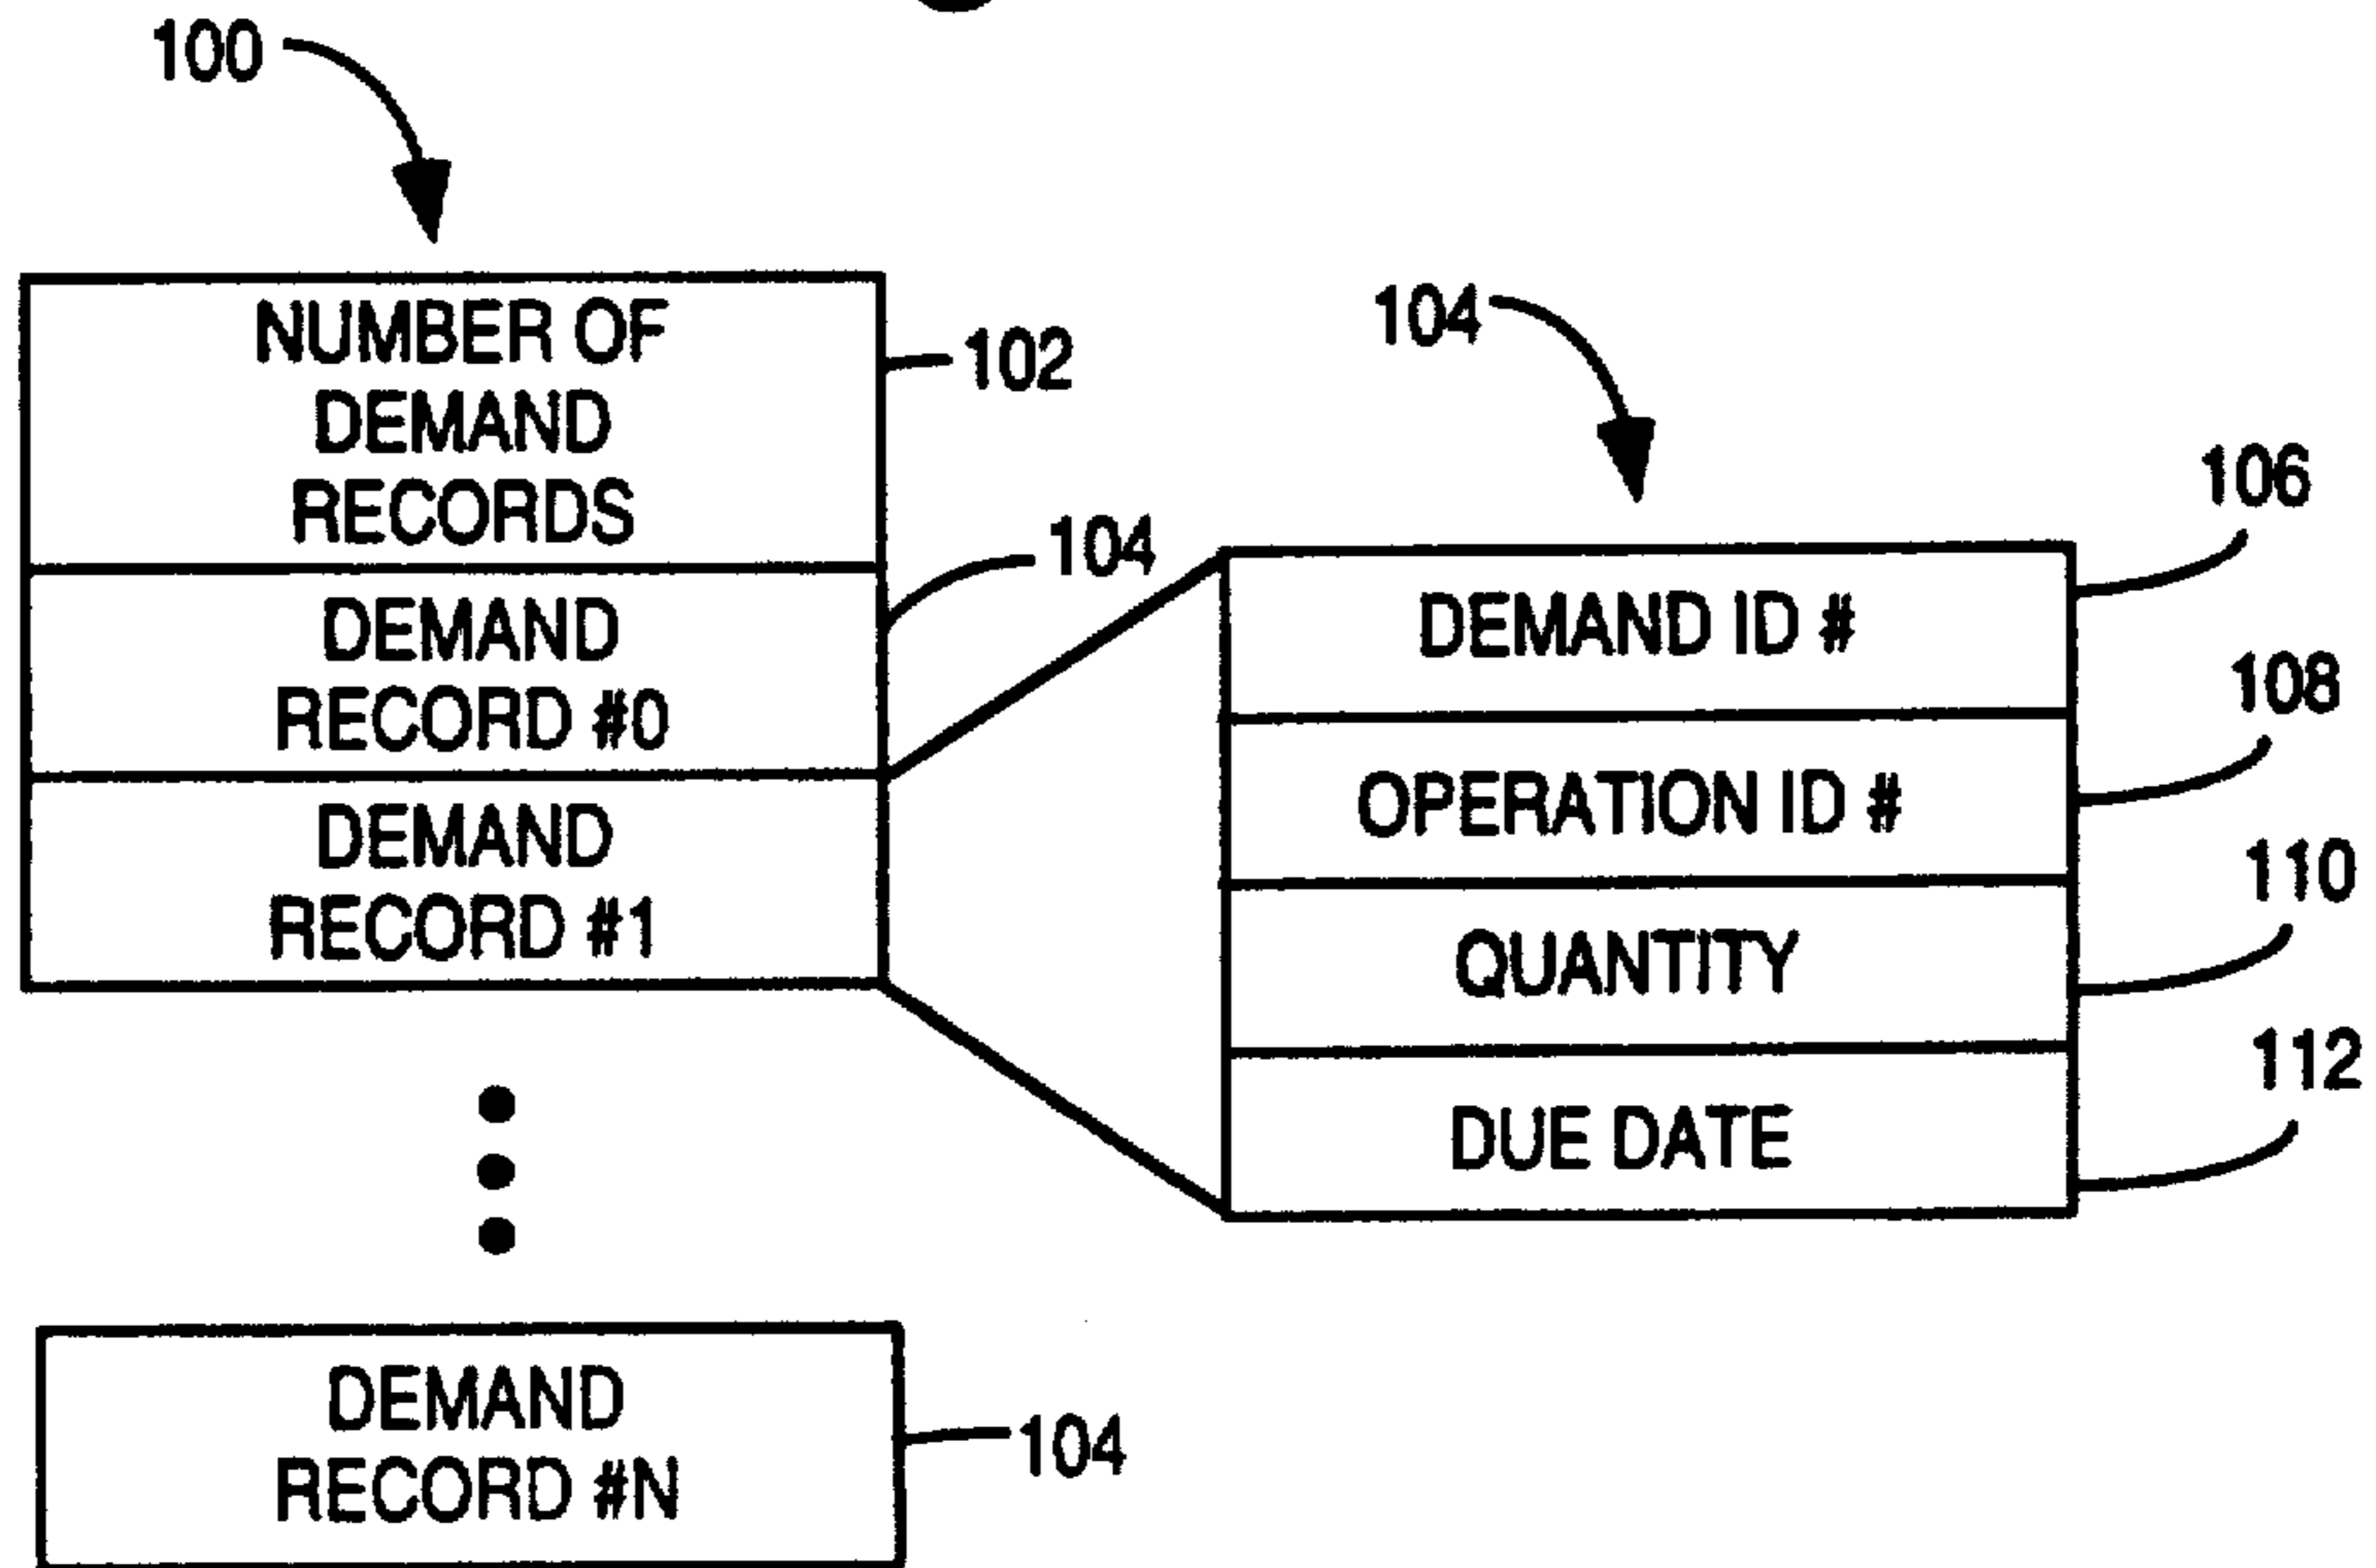 100
NUMBER OF
DEMAND
RECORDS
102
DEMAND
RECORD #0
104
DEMAND
RECORD #1
DEMAND
RECORD #N
104
104
DEMAND ID #
106
OPERATION ID #
108
QUANTITY
110
DUE DATE
112